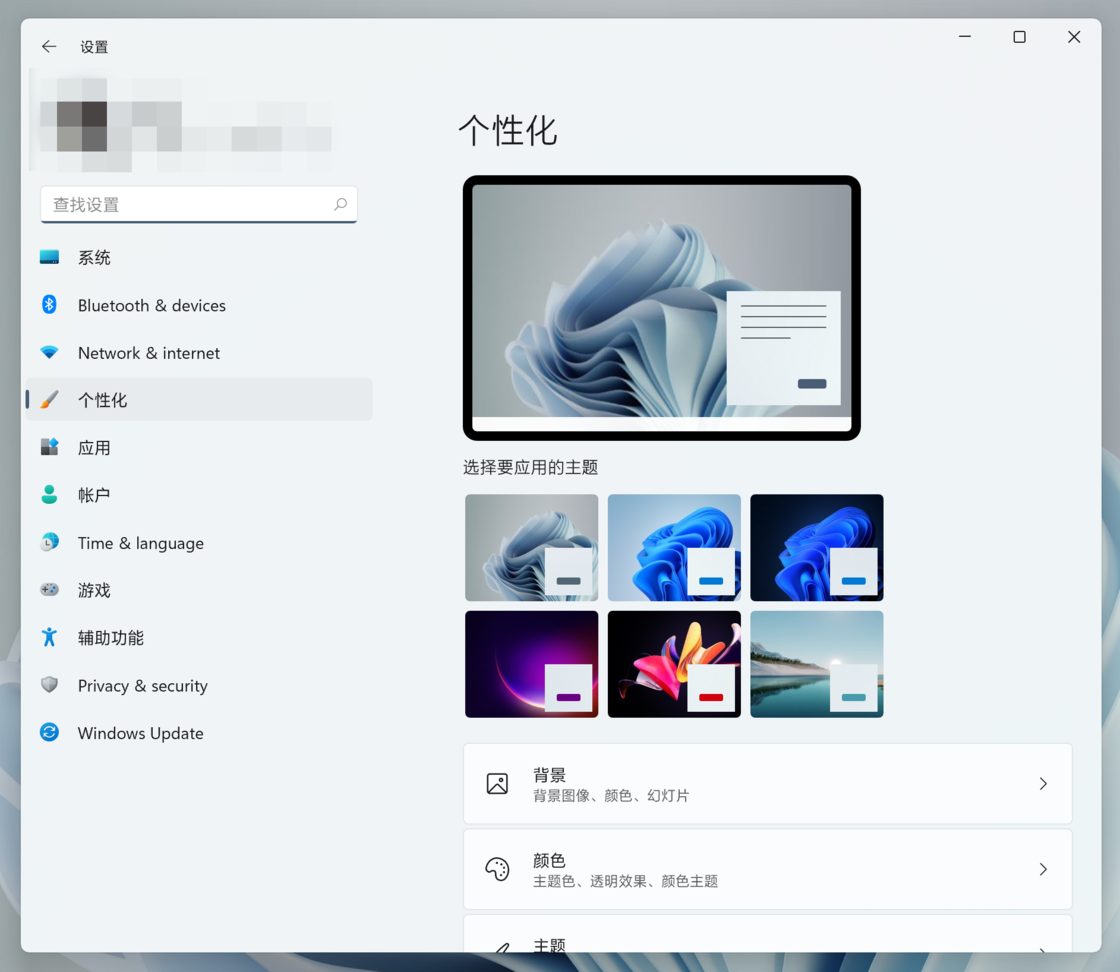 设置
查找设置
系统
Bluetooth & devices
Network & internet
个性化
应用
帐户
Time & language
游戏
辅助功能
Privacy & security
Windows Update
个性化
选择要应用的主题
背景
背景图像、颜色、幻灯片
颜色
主题色、透明效果、颜色主题
主题